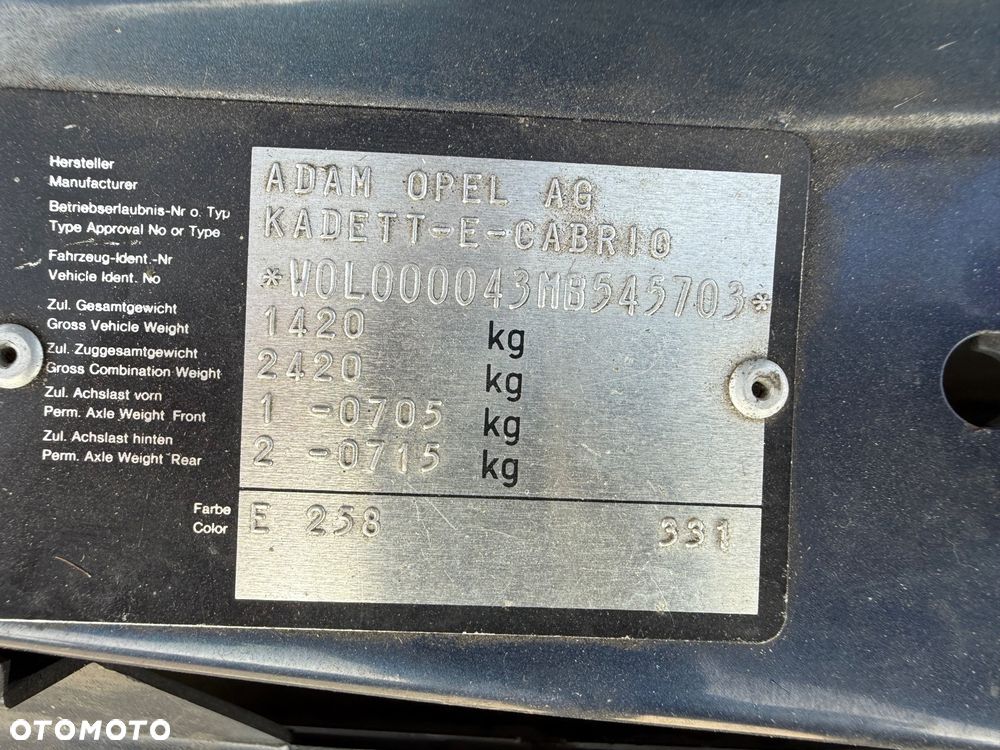 Hersteller
Manufacturer
ADAM OPEL AG
Betriebserlaubnis-Nr o. Typ
Type Approval No or Type
KADETT-E-CABRIO
Fahrzeug-Ident.-Nr
Vehicle Ident. No
*W0L000043MB545703*
Zul. Gesamtgewicht
Gross Vehicle Weight
1420 kg
Zul. Zuggesamtgewicht
Gross Combination Weight
2420 kg
Zul. Achslast vorn
Perm. Axle Weight Front
1 -0705 kg
Zul. Achslast hinten
Perm. Axle Weight Rear
2 -0715 kg
Farbe
Color
E 258 331
OTOMOTO
OTOMOTO